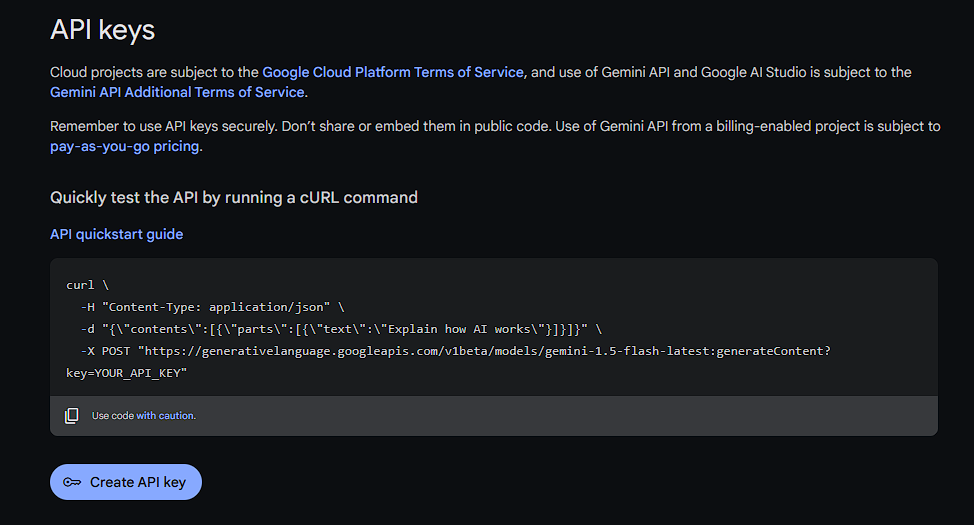 API keys
Cloud projects are subject to the Google Cloud Platform Terms of Service, and use of Gemini API and Google AI Studio is subject to the
Gemini API Additional Terms of Service.
Remember to use API keys securely. Don’t share or embed them in public code. Use of Gemini API from a billing-enabled project is subject to
pay-as-you-go pricing.
Quickly test the API by running a cURL command
API quickstart guide
curl \
  -H "Content-Type: application/json" \
  -d "{\"contents\":[{\"parts\":[{\"text\":\"Explain how AI works\"}]}]}" \
  -X POST "https://generativelanguage.googleapis.com/v1beta/models/gemini-1.5-flash-latest:generateContent?
key=YOUR_API_KEY"
Use code with caution.
Create API key